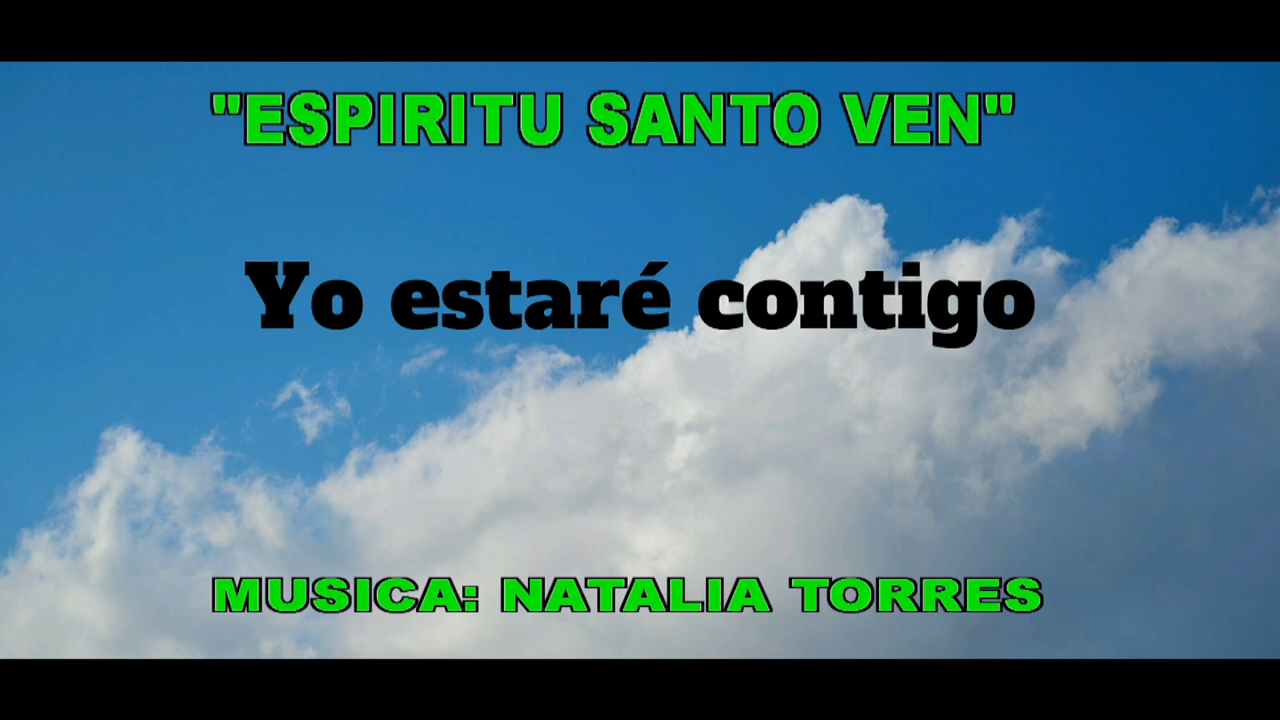 "ESPIRITU SANTO VEN"
Yo estaré contigo
MUSICA: NATALIA TORRES